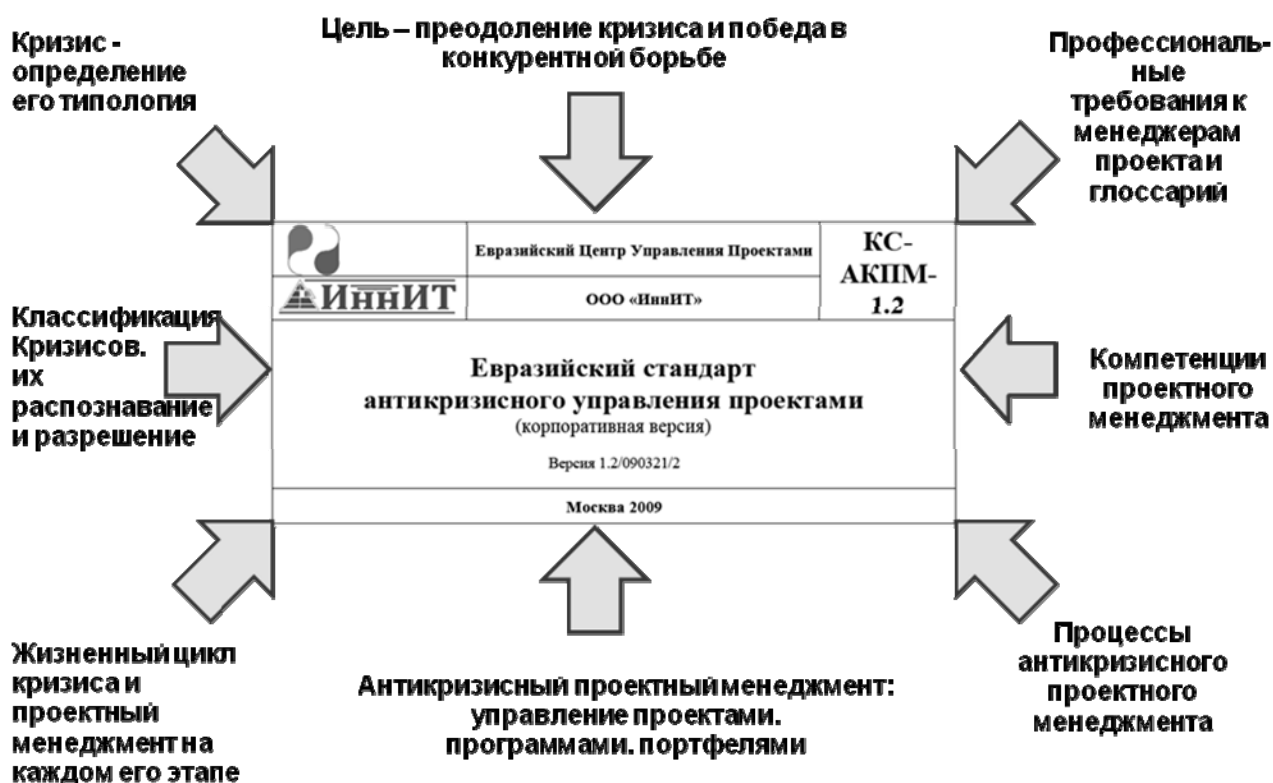 Цель – преодоление кризиса и победа в
конкурентной борьбе
Кризис -
определение
его типология
Профессиональ-
ные
требования к
менеджерам
проекта и
глоссарий
Евразийский Центр Управления Проектами
КС-
АКПМ-
1.2
ИннИТ
ООО «ИннИТ»
Классификация
Кризисов.
их
распознавание
и разрешение
Евразийский стандарт
антикризисного управления проектами
(корпоративная версия)
Версия 1.2/090321/2
Москва 2009
Компетенции
проектного
менеджмента
Жизненный цикл
кризиса и
проектный
менеджмент на
каждом его этапе
Антикризисный проектный менеджмент:
управление проектами.
программами. портфелями
Процессы
антикризисного
проектного
менеджмента